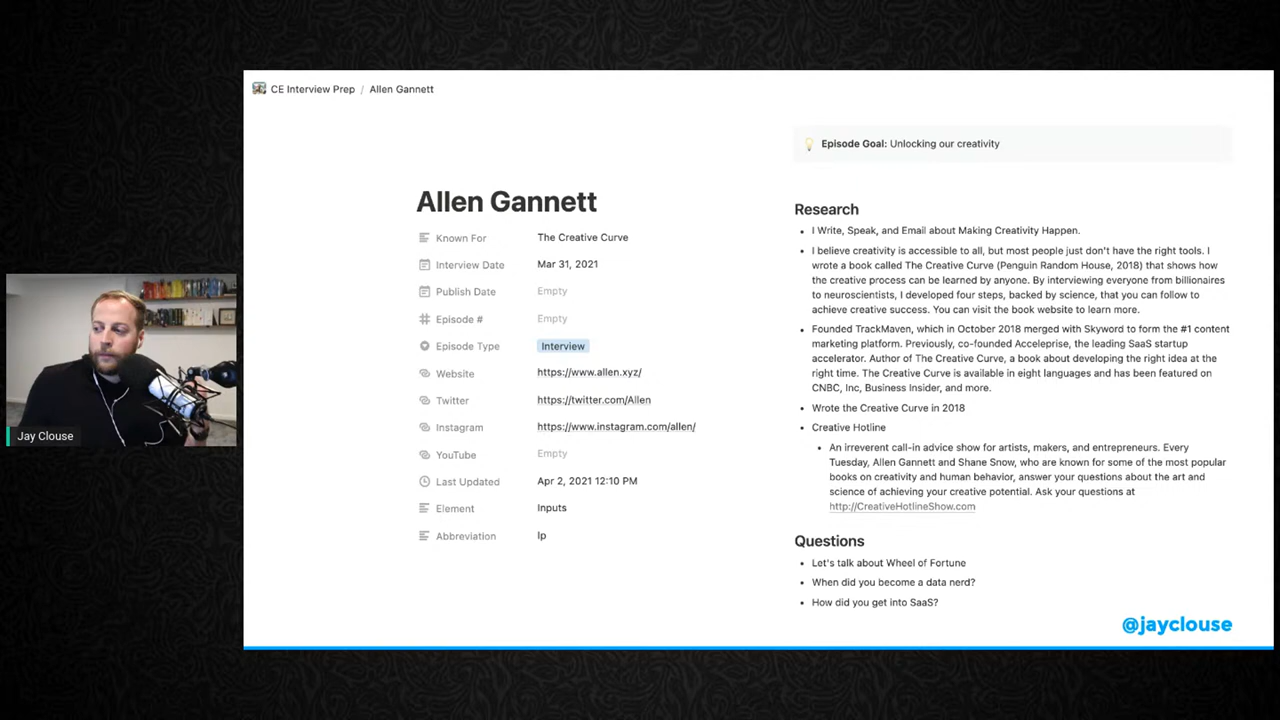 CE Interview Prep / Allen Gannett
Allen Gannett
Known For The Creative Curve
Interview Date Mar 31, 2021
Publish Date Empty
Episode # Empty
Episode Type Interview
Website https://www.allen.xyz/
Twitter https://twitter.com/Allen
Instagram https://www.instagram.com/allen/
YouTube Empty
Last Updated Apr 2, 2021 12:10 PM
Element Inputs
Abbreviation Ip
Episode Goal: Unlocking our creativity
Research
• I Write, Speak, and Email about Making Creativity Happen.
• I believe creativity is accessible to all, but most people just don't have the right tools. I
wrote a book called The Creative Curve (Penguin Random House, 2018) that shows how
the creative process can be learned by anyone. By interviewing everyone from billionaires
to neuroscientists, I developed four steps, backed by science, that you can follow to
achieve creative success. You can visit the book website to learn more.
• Founded TrackMaven, which in October 2018 merged with Skyword to form the #1 content
marketing platform. Previously, co-founded Acceleprise, the leading SaaS startup
accelerator. Author of The Creative Curve, a book about developing the right idea at the
right time. The Creative Curve is available in eight languages and has been featured on
CNBC, Inc, Business Insider, and more.
• Wrote the Creative Curve in 2018
• Creative Hotline
• An irreverent call-in advice show for artists, makers, and entrepreneurs. Every
Tuesday, Allen Gannett and Shane Snow, who are known for some of the most popular
books on creativity and human behavior, answer your questions about the art and
science of achieving your creative potential. Ask your questions at
http://CreativeHotlineShow.com
Questions
• Let's talk about Wheel of Fortune
• When did you become a data nerd?
• How did you get into SaaS?
@jayclouse
Jay Clouse